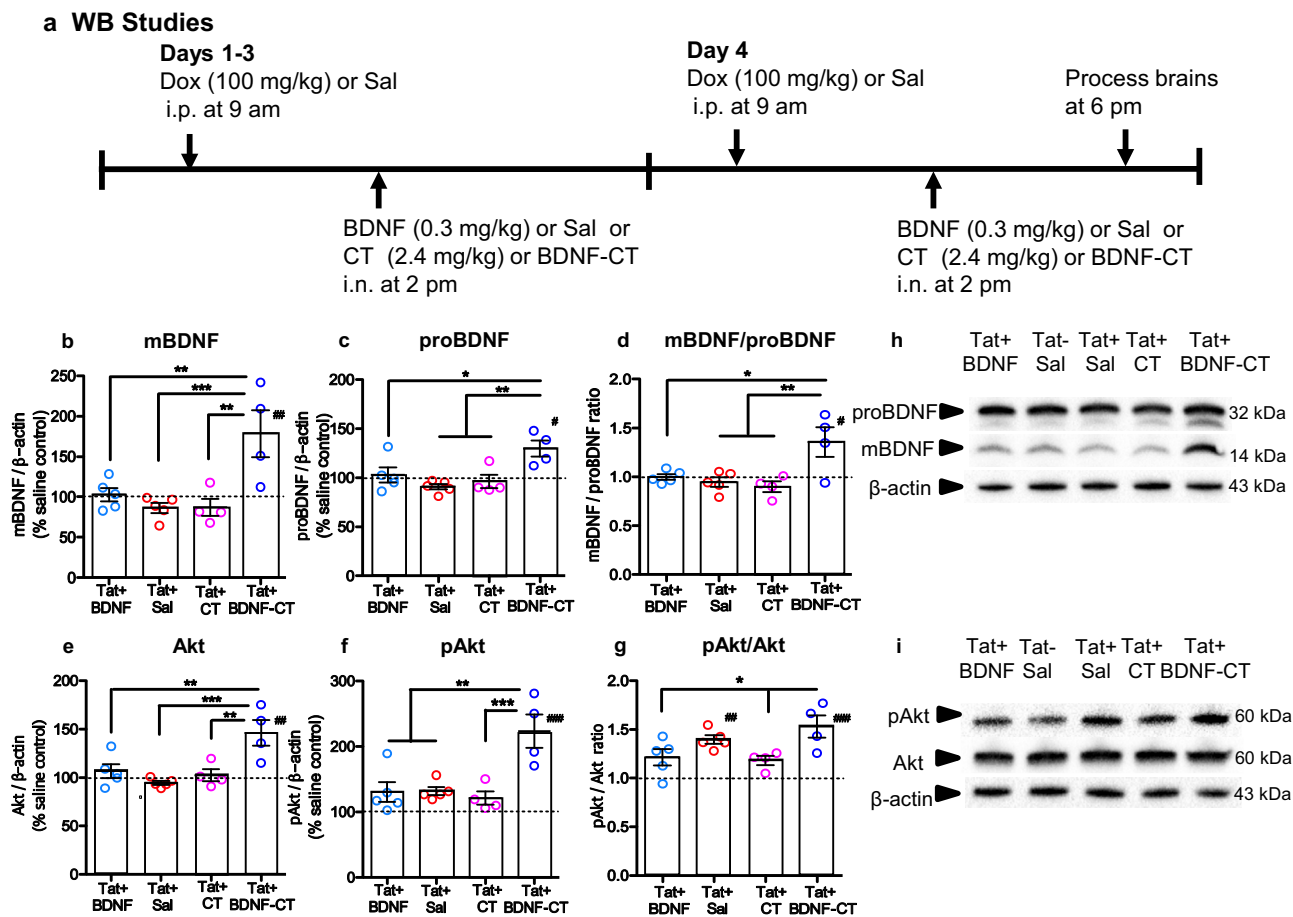 a WB Studies
Days 1-3
Dox (100 mg/kg) or Sal
i.p. at 9 am
Day 4
Dox (100 mg/kg) or Sal
i.p. at 9 am
Process brains
at 6 pm
BDNF (0.3 mg/kg) or Sal or
CT (2.4 mg/kg) or BDNF-CT
i.n. at 2 pm
BDNF (0.3 mg/kg) or Sal or
CT (2.4 mg/kg) or BDNF-CT
i.n. at 2 pm
b mBDNF
mBDNF / β-actin
(% saline control)
250
200
150
100
50
0
**
***
**
##
Tat+ Tat+ Tat+ Tat+
BDNF Sal CT BDNF-CT
c proBDNF
proBDNF / β-actin
(% saline control)
200
150
100
50
0
*
**
#
Tat+ Tat+ Tat+ Tat+
BDNF Sal CT BDNF-CT
d mBDNF/proBDNF
mBDNF / proBDNF ratio
2.0
1.5
1.0
0.5
0.0
*
**
#
Tat+ Tat+ Tat+ Tat+
BDNF Sal CT BDNF-CT
h
Tat+ Tat- Tat+ Tat+ Tat+
BDNF Sal Sal CT BDNF-CT
proBDNF 32 kDa
mBDNF 14 kDa
β-actin 43 kDa
e Akt
Akt / β-actin
(% saline control)
200
150
100
50
0
**
***
**
##
Tat+ Tat+ Tat+ Tat+
BDNF Sal CT BDNF-CT
f pAkt
pAkt / β-actin
(% saline control)
300
200
100
0
**
***
###
Tat+ Tat+ Tat+ Tat+
BDNF Sal CT BDNF-CT
g pAkt/Akt
pAkt / Akt ratio
2.0
1.5
1.0
0.5
0.0
*
##
###
Tat+ Tat+ Tat+ Tat+
BDNF Sal CT BDNF-CT
i
Tat+ Tat- Tat+ Tat+ Tat+
BDNF Sal Sal CT BDNF-CT
pAkt 60 kDa
Akt 60 kDa
β-actin 43 kDa